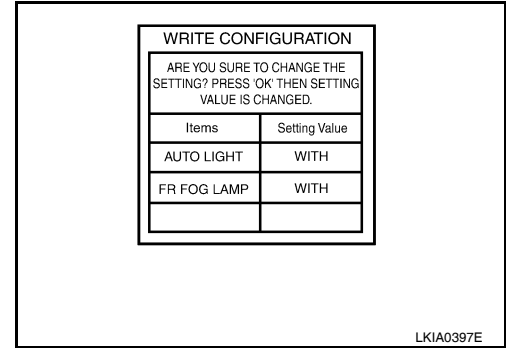 WRITE CONFIGURATION
ARE YOU SURE TO CHANGE THE
SETTING? PRESS 'OK' THEN SETTING
VALUE IS CHANGED.
Items Setting Value
AUTO LIGHT WITH
FR FOG LAMP WITH
LKIA0397E